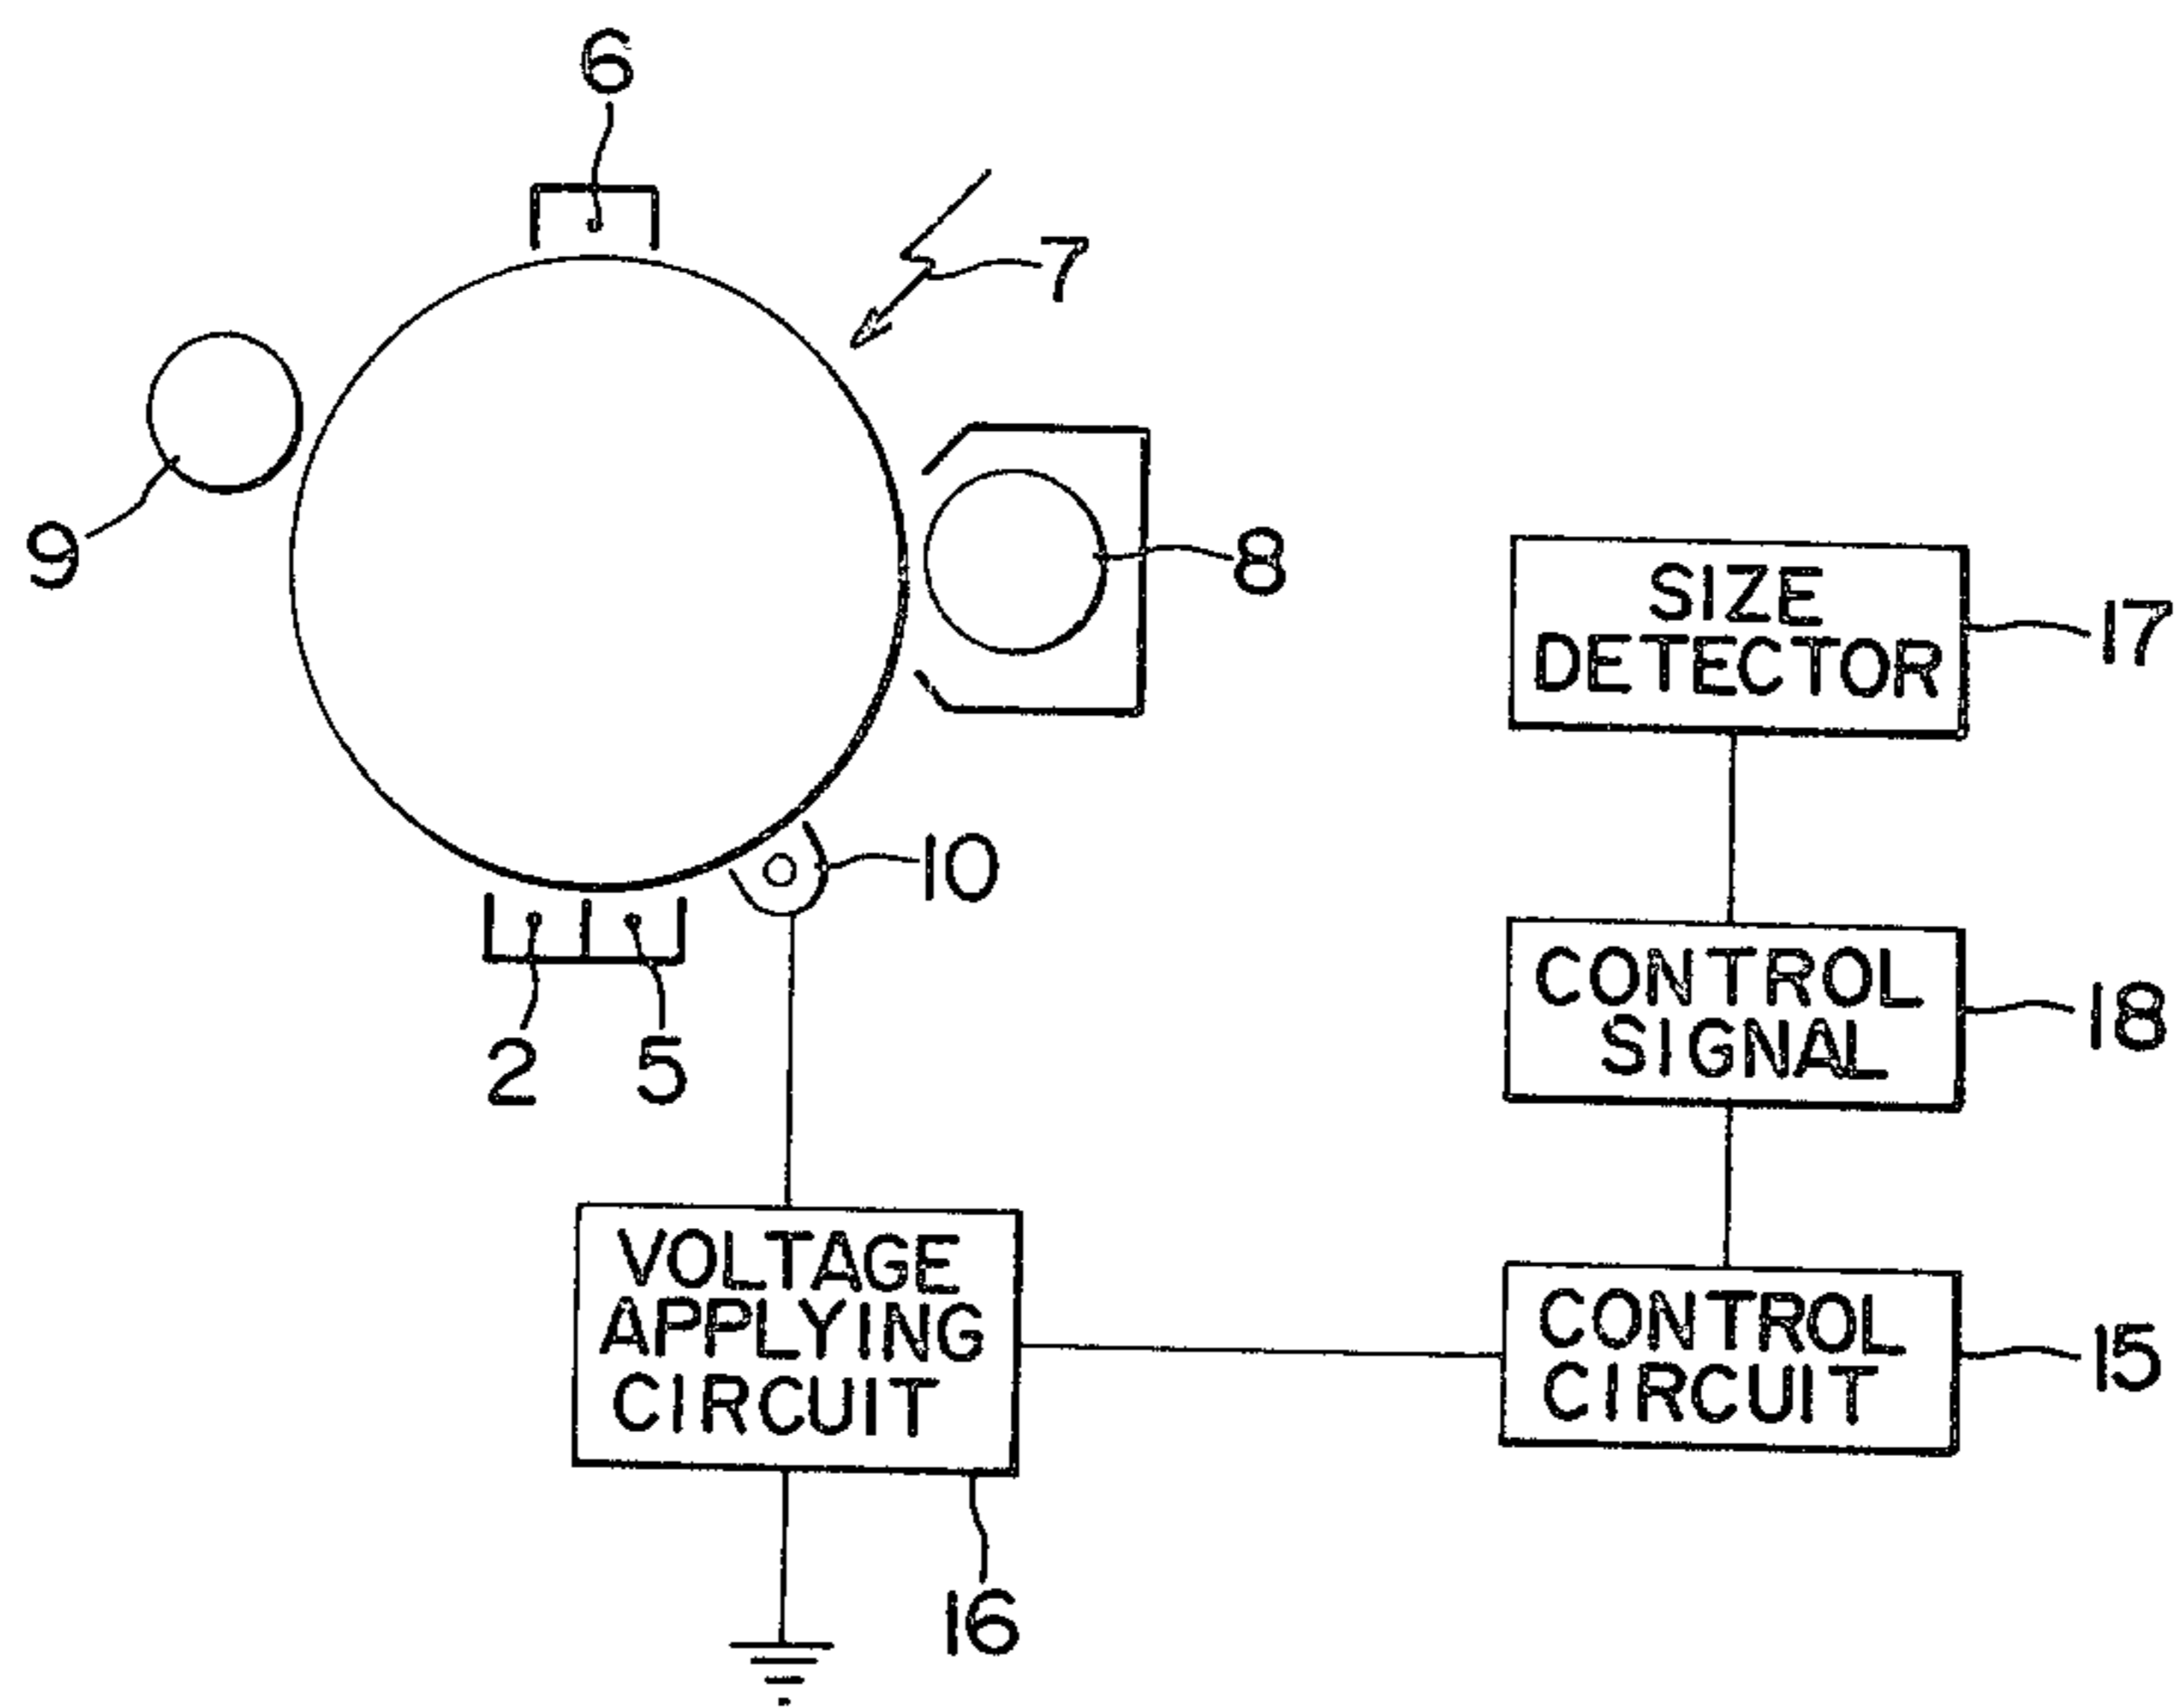 6
7
9
8
SIZE
DETECTOR
17
10
CONTROL
SIGNAL
18
2
5
VOLTAGE
APPLYING
CIRCUIT
CONTROL
CIRCUIT
15
16